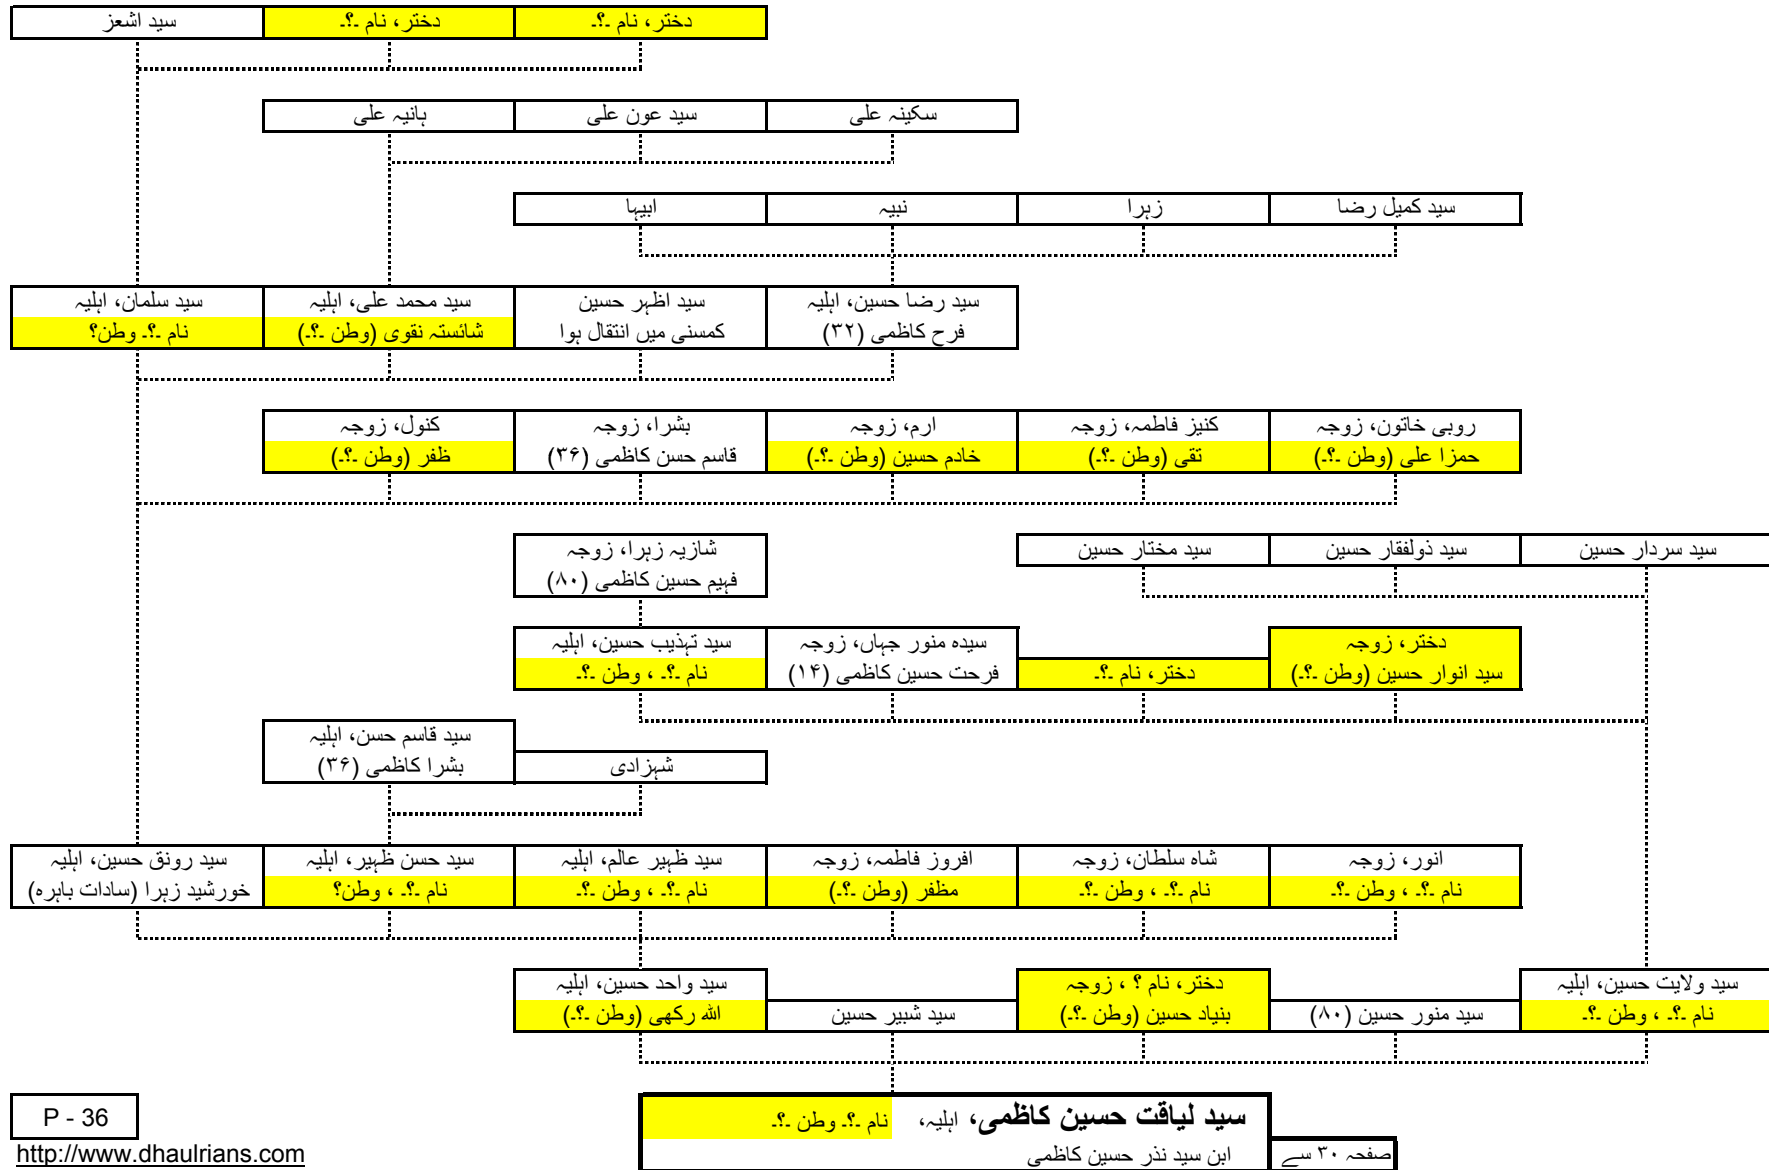 سید اشعز
دختر، نام ۔؟۔
دختر، نام ۔؟۔
ہانیہ علی
سید عون علی
سکینہ علی
ابیہا
نبیہ
زہرا
سید کمیل رضا
سید سلمان، اہلیہ
نام ۔؟۔ وطن؟
سید محمد علی، اہلیہ
شائستہ نقوی (وطن ۔؟۔)
سید اظہر حسین
کمسنی میں انتقال ہوا
سید رضا حسین، اہلیہ
فرح کاظمی (۳۲)
کنول، زوجہ
ظفر (وطن ۔؟۔)
بشرا، زوجہ
قاسم حسن کاظمی (۳۶)
ارم، زوجہ
خادم حسین (وطن ۔؟۔)
کنیز فاطمہ، زوجہ
تقی (وطن ۔؟۔)
روبی خاتون، زوجہ
حمزا علی (وطن ۔؟۔)
شازیہ زہرا، زوجہ
فہیم حسین کاظمی (۸۰)
سید مختار حسین
سید ذولفقار حسین
سید سردار حسین
سید تہذیب حسین، اہلیہ
نام ۔؟۔ ، وطن ۔؟۔
سیدہ منور جہاں، زوجہ
فرحت حسین کاظمی (۱۴)
دختر، نام ۔؟۔
دختر، زوجہ
سید انوار حسین (وطن ۔؟۔)
سید قاسم حسن، اہلیہ
بشرا کاظمی (۳۶)
شہزادی
سید رونق حسین، اہلیہ
خورشید زہرا (سادات باہرہ)
سید حسن ظہیر، اہلیہ
نام ۔؟۔ ، وطن؟
سید ظہیر عالم، اہلیہ
نام ۔؟۔ ، وطن ۔؟۔
افروز فاطمہ، زوجہ
مظفر (وطن ۔؟۔)
شاہ سلطان، زوجہ
نام ۔؟۔ ، وطن ۔؟۔
انور، زوجہ
نام ۔؟۔ ، وطن ۔؟۔
سید واحد حسین، اہلیہ
اللہ رکھی (وطن ۔؟۔)
سید شبیر حسین
دختر، نام ؟ ، زوجہ
بنیاد حسین (وطن ۔؟۔)
سید منور حسین (۸۰)
سید ولایت حسین، اہلیہ
نام ۔؟۔ ، وطن ۔؟۔
سید لیاقت حسین کاظمی، اہلیہ، نام ۔؟۔ وطن ۔؟۔
ابن سید نذر حسین کاظمی
صفحہ ۳۰ سے
P - 36
http://www.dhaulrians.com